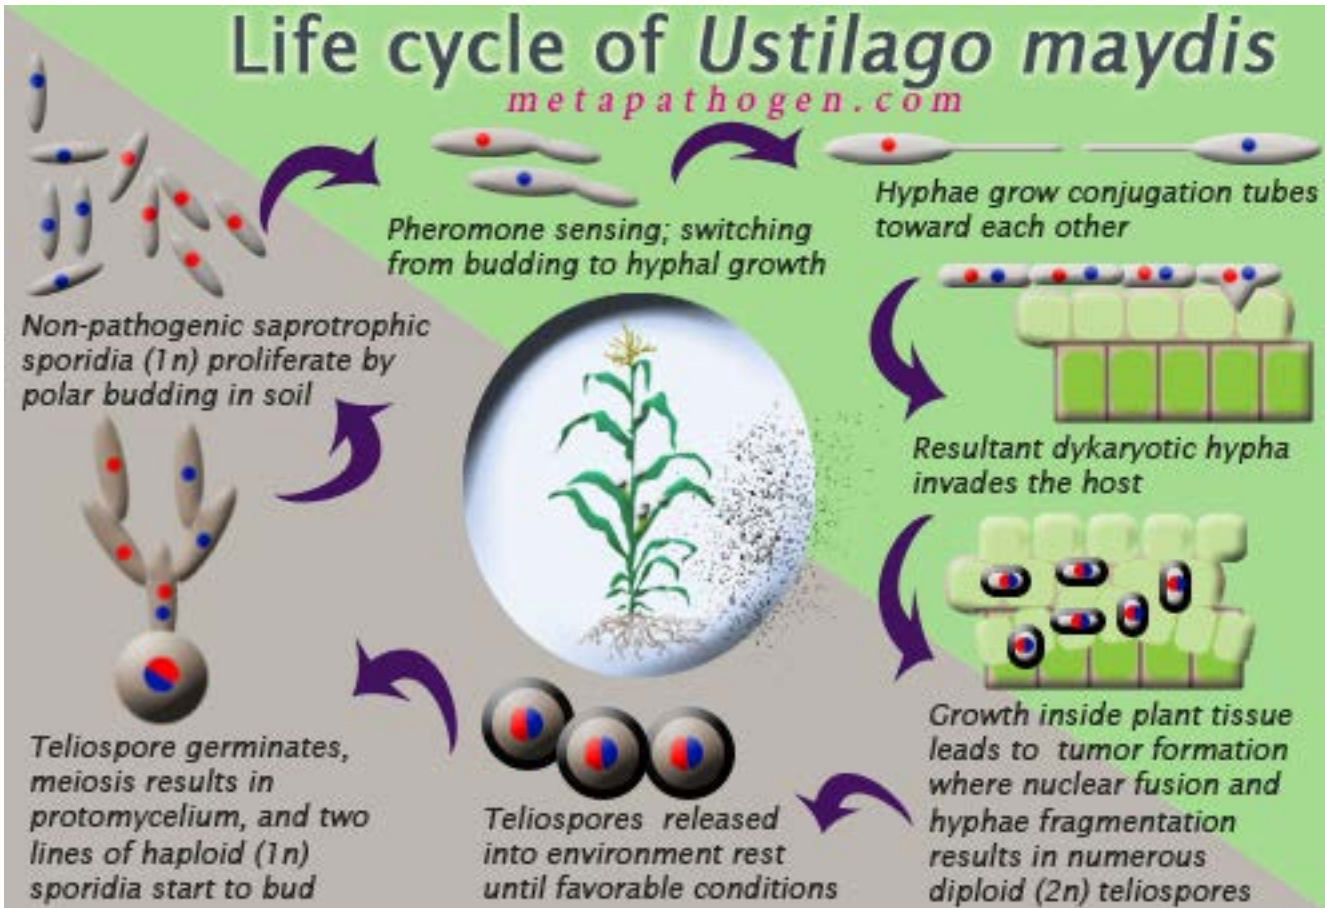 Life cycle of Ustilago maydis
metapathogen.com
Pheromone sensing; switching
from budding to hyphal growth
Hyphae grow conjugation tubes
toward each other
Non-pathogenic saprotrophic
sporidia (1n) proliferate by
polar budding in soil
Resultant dykaryotic hypha
invades the host
Growth inside plant tissue
leads to tumor formation
where nuclear fusion and
hyphae fragmentation
results in numerous
diploid (2n) teliospores
Teliospores released
into environment rest
until favorable conditions
Teliospore germinates,
meiosis results in
protomycelium, and two
lines of haploid (1n)
sporidia start to bud